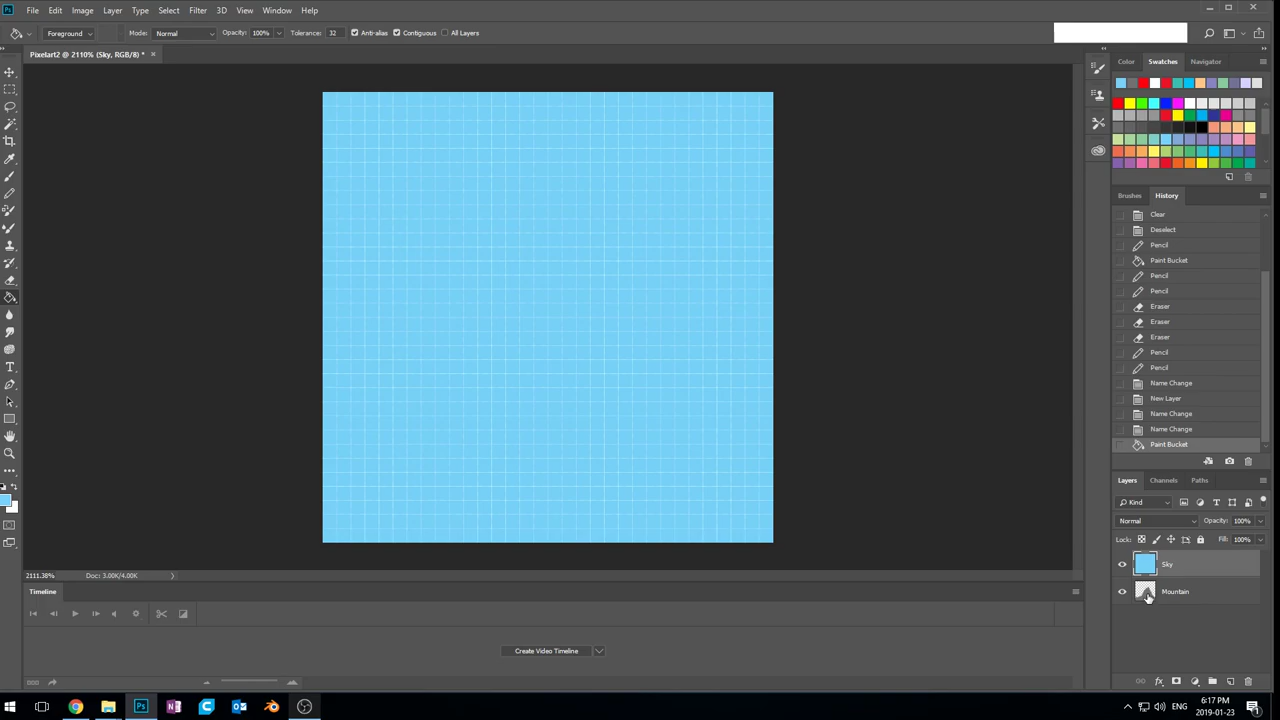 Ps File Edit Image Layer Type Select Filter 3D View Window Help
Foreground Mode: Normal Opacity: 100% Tolerance: 32 Anti-alias Contiguous All Layers
Pixelart2 @ 2110% (Sky, RGB/8) *
Color Swatches Navigator
Brushes History
Clear
Deselect
Pencil
Paint Bucket
Pencil
Pencil
Eraser
Eraser
Eraser
Pencil
Pencil
Name Change
New Layer
Name Change
Name Change
Paint Bucket
Layers Channels Paths
Kind
Normal Opacity: 100%
Lock: Fill: 100%
Sky
Mountain
2111.38% Doc: 3.00K/4.00K
Timeline
Create Video Timeline
ENG 6:17 PM
2019-01-23